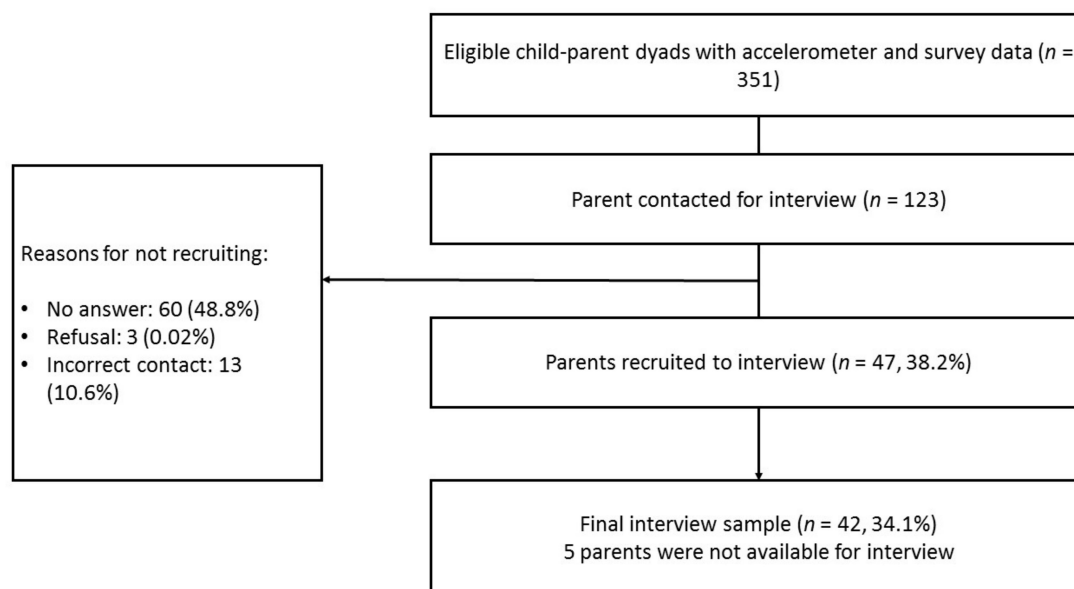 Eligible child-parent dyads with accelerometer and survey data (n =
351)
Parent contacted for interview (n = 123)
Reasons for not recruiting:
• No answer: 60 (48.8%)
• Refusal: 3 (0.02%)
• Incorrect contact: 13
(10.6%)
Parents recruited to interview (n = 47, 38.2%)
Final interview sample (n = 42, 34.1%)
5 parents were not available for interview